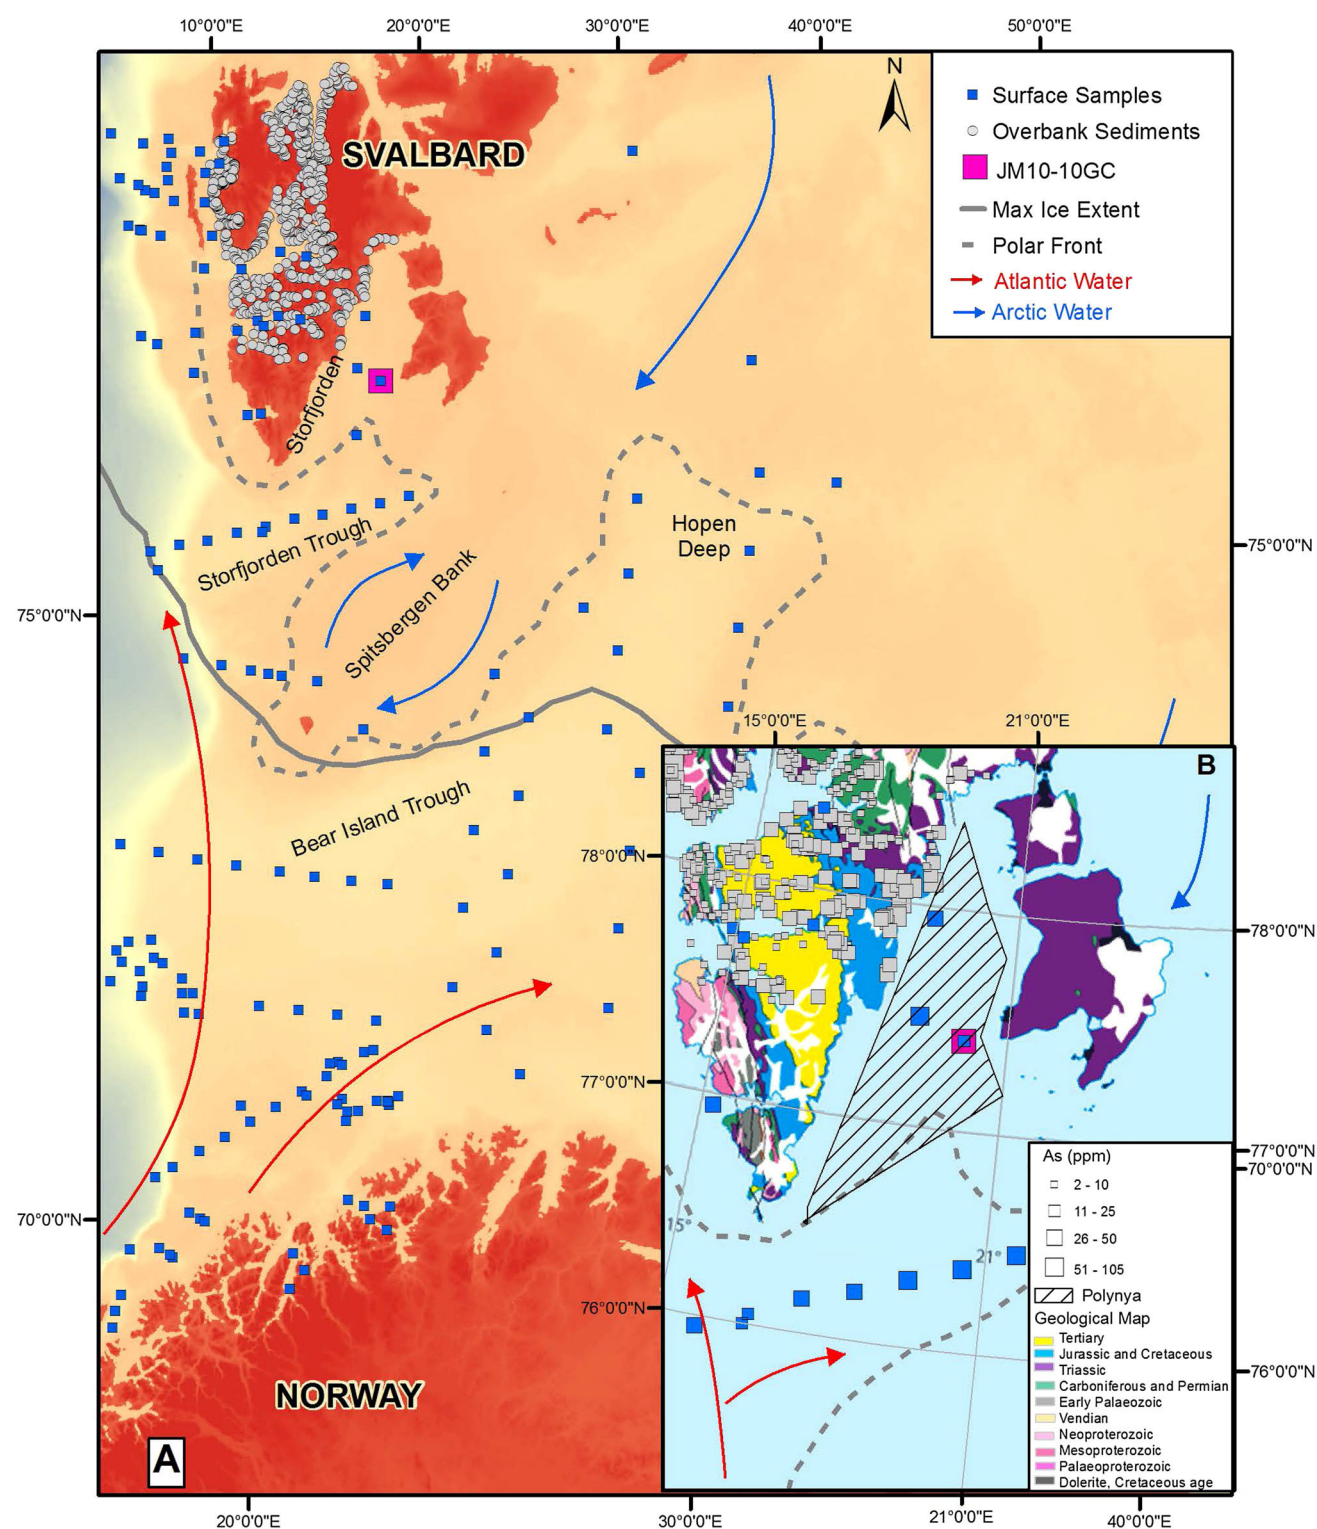 10°0'0"E
20°0'0"E
30°0'0"E
40°0'0"E
50°0'0"E
N
Surface Samples
Overbank Sediments
JM10-10GC
Max Ice Extent
Polar Front
Atlantic Water
Arctic Water
SVALBARD
Storfjorden
Hopen
Deep
75°0'0"N
Storfjorden Trough
Spitsbergen Bank
75°0'0"N
Bear Island Trough
15°0'0"E
21°0'0"E
B
78°0'0"N
78°0'0"N
77°0'0"N
77°0'0"N
70°0'0"N
70°0'0"N
15°
21°
76°0'0"N
76°0'0"N
As (ppm)
2 - 10
11 - 25
26 - 50
51 - 105
Polynya
Geological Map
Tertiary
Jurassic and Cretaceous
Triassic
Carboniferous and Permian
Early Palaeozoic
Vendian
Neoproterozoic
Mesoproterozoic
Palaeoproterozoic
Dolerite, Cretaceous age
NORWAY
A
20°0'0"E
30°0'0"E
21°0'0"E
40°0'0"E